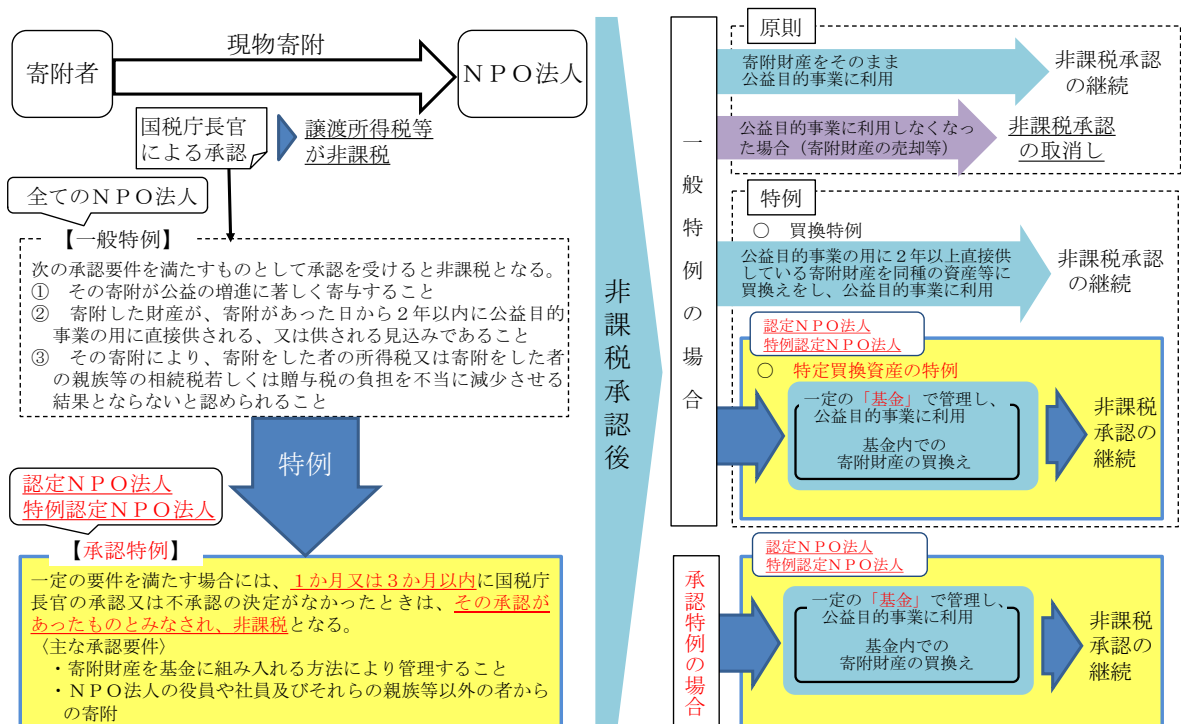 現物寄附
寄附者
ＮＰＯ法人
国税庁長官
による承認
譲渡所得税等
が非課税
全てのＮＰＯ法人
【一般特例】
次の承認要件を満たすものとして承認を受けると非課税となる。
① その寄附が公益の増進に著しく寄与すること
② 寄附した財産が、寄附があった日から２年以内に公益目的
事業の用に直接供される、又は供される見込みであること
③ その寄附により、寄附をした者の所得税又は寄附をした者
の親族等の相続税若しくは贈与税の負担を不当に減少させる
結果とならないと認められること
特例
認定ＮＰＯ法人
特例認定ＮＰＯ法人
【承認特例】
一定の要件を満たす場合には、１か月又は３か月以内に国税庁
長官の承認又は不承認の決定がなかったときは、その承認が
あったものとみなされ、非課税となる。
〈主な承認要件〉
・寄附財産を基金に組み入れる方法により管理すること
・ＮＰＯ法人の役員や社員及びそれらの親族等以外の者から
の寄附
非課税承認後
一般特例の場合
原則
寄附財産をそのまま
公益目的事業に利用
非課税承認
の継続
公益目的事業に利用しなくなっ
た場合（寄附財産の売却等）
非課税承認
の取消し
特例
○ 買換特例
公益目的事業の用に２年以上直接供
している寄附財産を同種の資産等に
買換えをし、公益目的事業に利用
非課税承認
の継続
認定ＮＰＯ法人
特例認定ＮＰＯ法人
○ 特定買換資産の特例
一定の「基金」で管理し、
公益目的事業に利用
基金内での
寄附財産の買換え
非課税
承認の
継続
承認特例の場合
認定ＮＰＯ法人
特例認定ＮＰＯ法人
一定の「基金」で管理し、
公益目的事業に利用
基金内での
寄附財産の買換え
非課税
承認の
継続